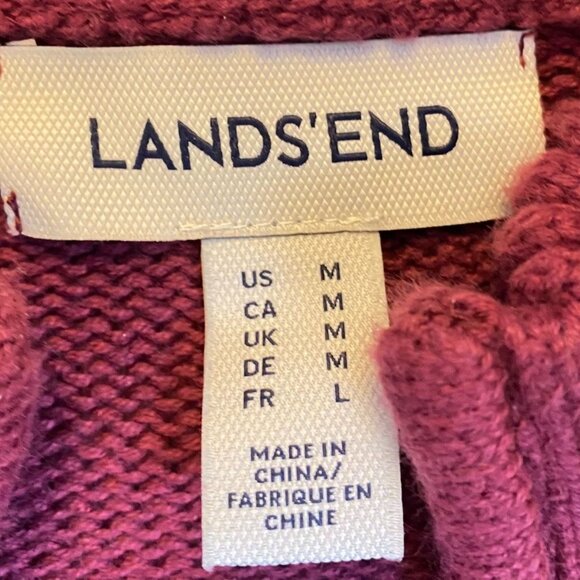 LANDS'END
US M
CA M
UK M
DE M
FR L
MADE IN
CHINA/
FABRIQUE EN
CHINE